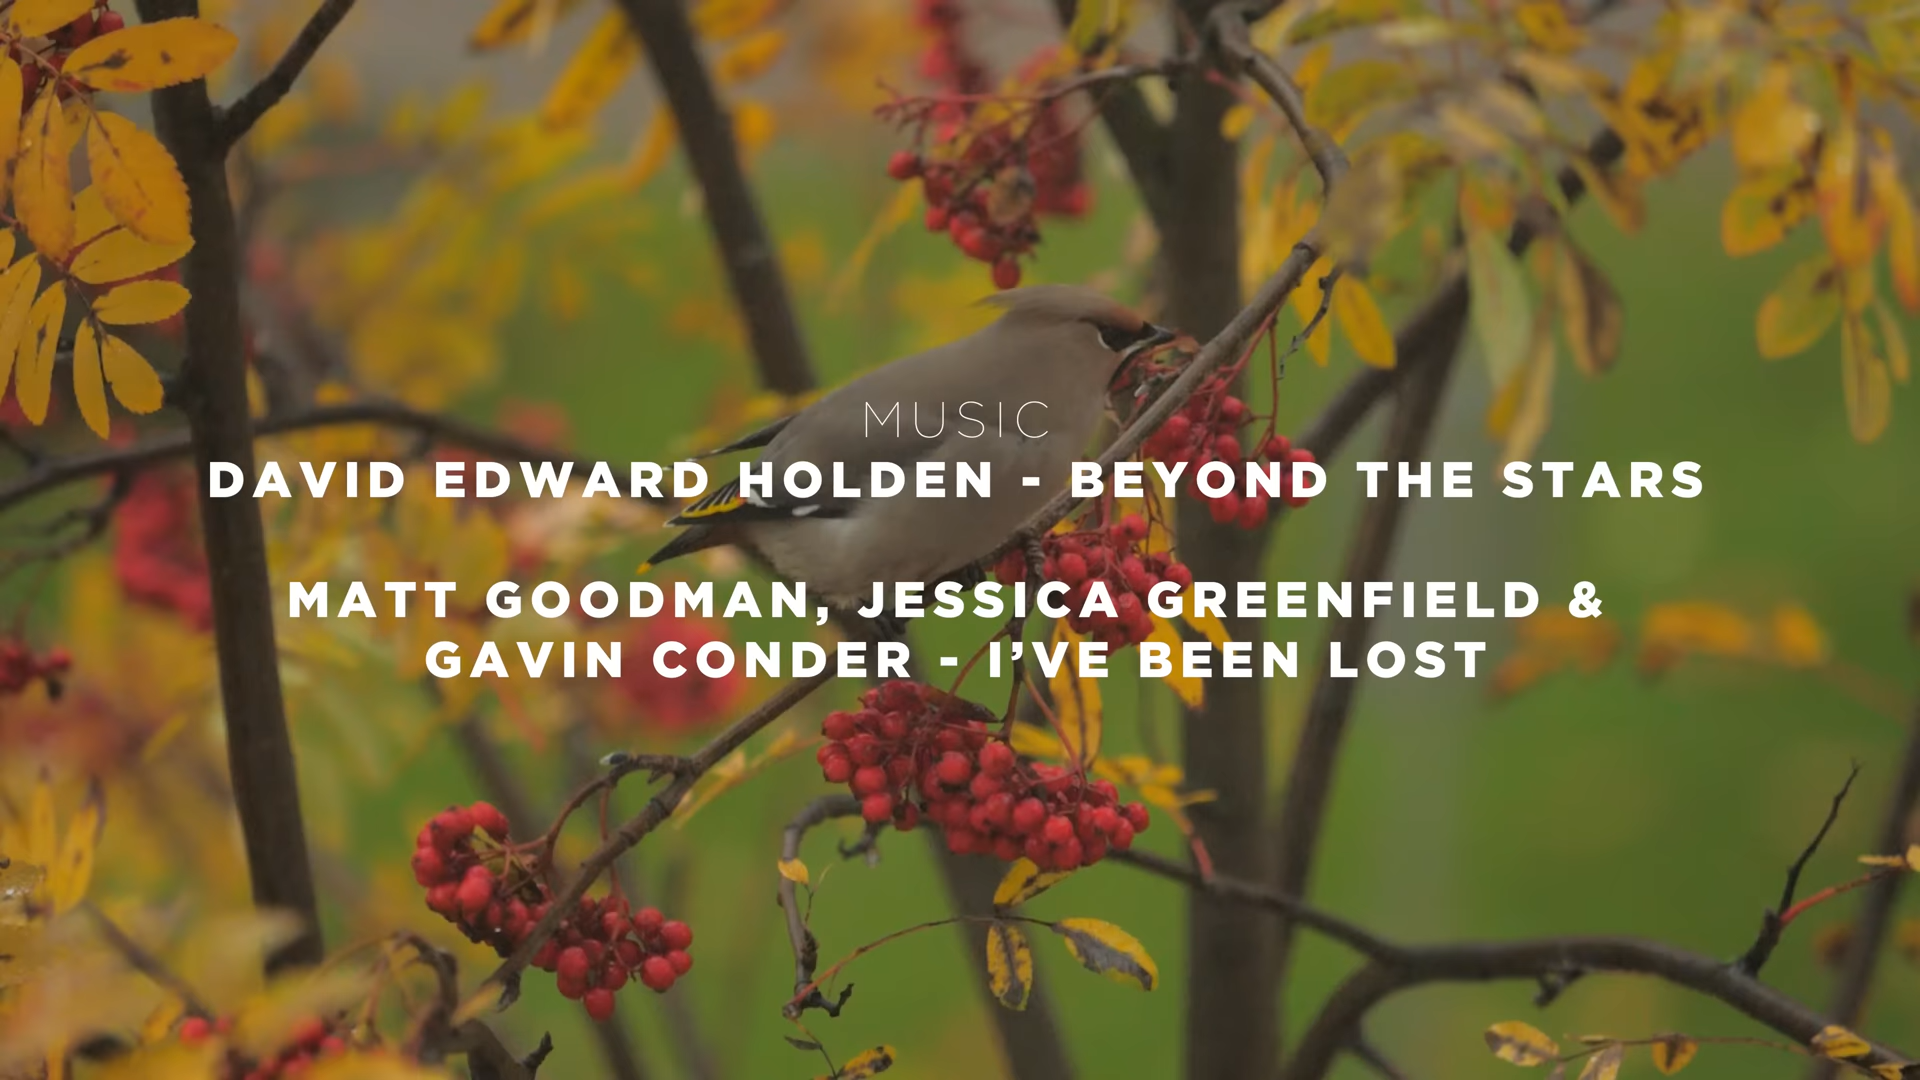 MUSIC
DAVID EDWARD HOLDEN - BEYOND THE STARS
MATT GOODMAN, JESSICA GREENFIELD &
GAVIN CONDER - I’VE BEEN LOST